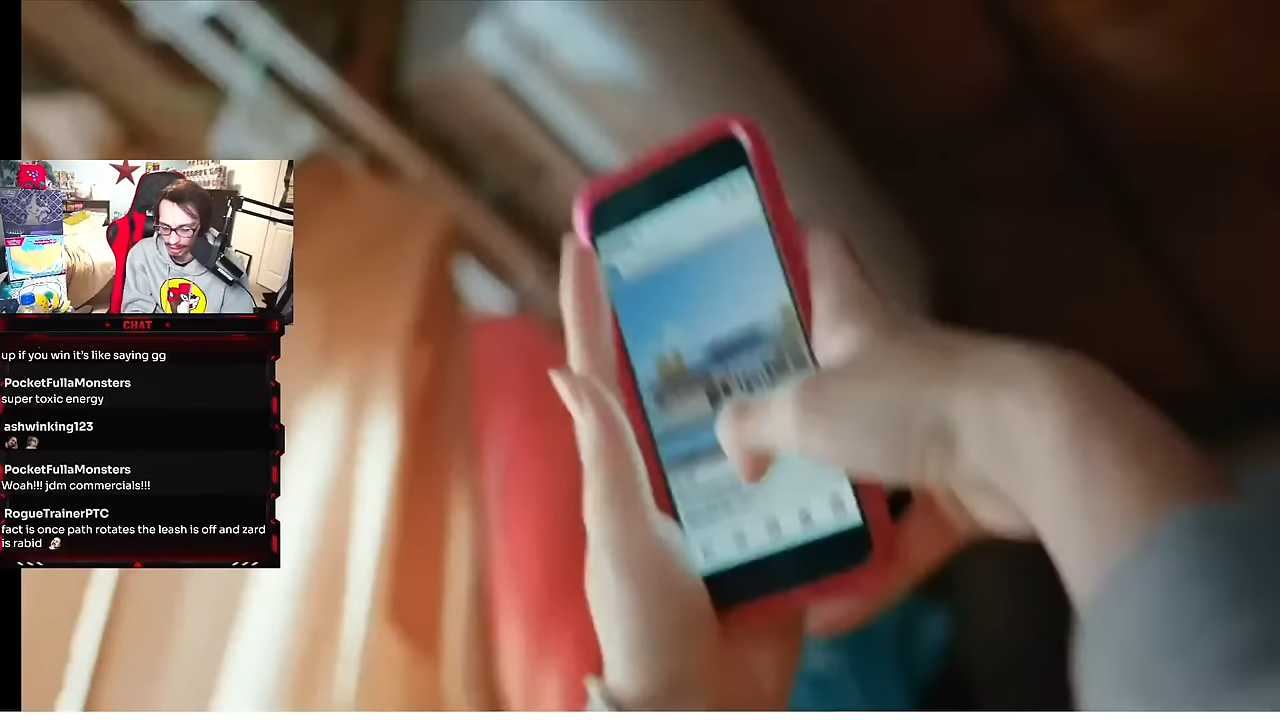 CHAT
up if you win it's like saying gg
PocketFullaMonsters
super toxic energy
ashwinking123
PocketFullaMonsters
Woah!!! jdm commercials!!!
RogueTrainerPTC
fact is once path rotates the leash is off and zard
is rabid